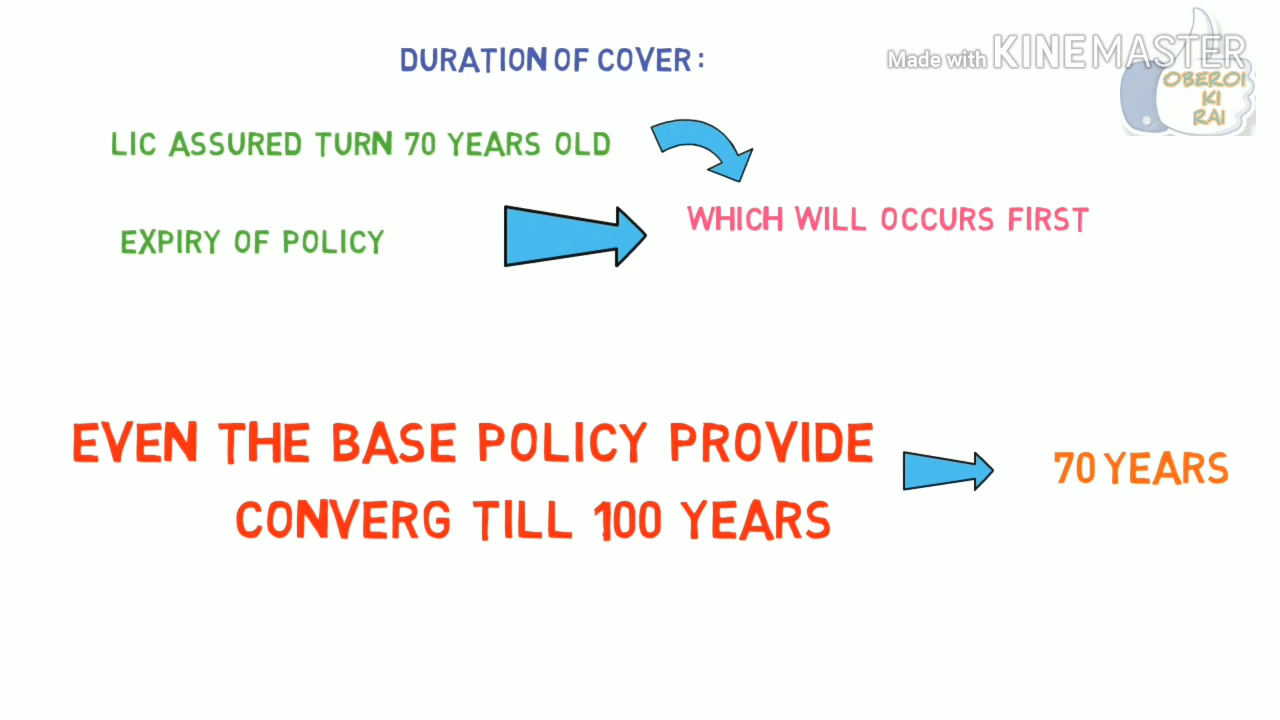 DURATION OF COVER :
Made with KINEMASTER
OBEROI
KI
RAI
LIC ASSURED TURN 70 YEARS OLD
WHICH WILL OCCURS FIRST
EXPIRY OF POLICY
EVEN THE BASE POLICY PROVIDE
CONVERG TILL 100 YEARS
70 YEARS